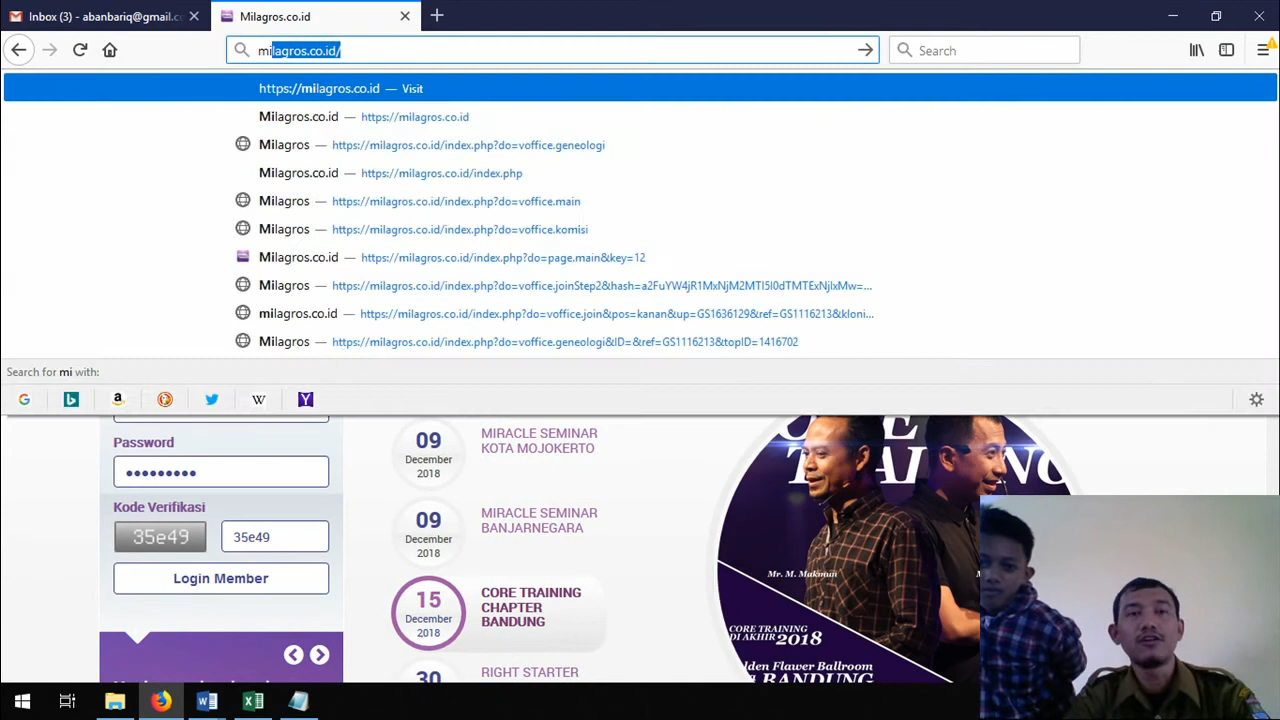 Inbox (3) - abanbariq@gmail.c
Milagros.co.id
milagros.co.id/
Search
https://milagros.co.id — Visit
Milagros.co.id — https://milagros.co.id
Milagros — https://milagros.co.id/index.php?do=voffice.geneologi
Milagros.co.id — https://milagros.co.id/index.php
Milagros — https://milagros.co.id/index.php?do=voffice.main
Milagros — https://milagros.co.id/index.php?do=voffice.komisi
Milagros.co.id — https://milagros.co.id/index.php?do=page.main&key=12
Milagros — https://milagros.co.id/index.php?do=voffice.joinStep2&hash=a2FuYW4jR1MxNjM2MTI5I0dTMTExNjIxMw=...
milagros.co.id — https://milagros.co.id/index.php?do=voffice.join&pos=kanan&up=GS1636129&ref=GS1116213&kloni...
Milagros — https://milagros.co.id/index.php?do=voffice.geneologi&ID=&ref=GS1116213&topID=1416702
Search for mi with:
Password
Kode Verifikasi
35e49
35e49
Login Member
09
December
2018
MIRACLE SEMINAR
KOTA MOJOKERTO
09
December
2018
MIRACLE SEMINAR
BANJARNEGARA
15
December
2018
CORE TRAINING
CHAPTER
BANDUNG
30
RIGHT STARTER
Mr. M. Makmun
CORE TRAINING
DI AKHIR 2018
lden Flawer Ballroom
BANDUNG